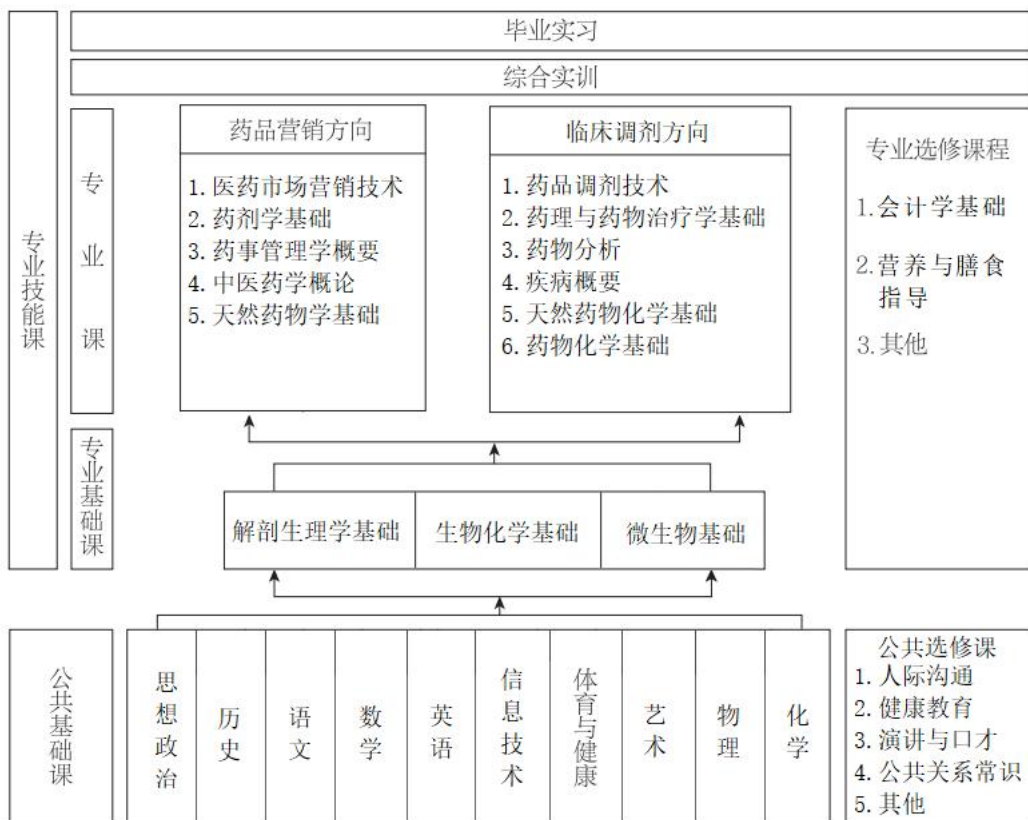 毕业实习
综合实训
专业技能课
专业课
药品营销方向
1. 医药市场营销技术
2. 药剂学基础
3. 药事管理学概要
4. 中医药学概论
5. 天然药物学基础
临床调剂方向
1. 药品调剂技术
2. 药理与药物治疗学基础
3. 药物分析
4. 疾病概要
5. 天然药物化学基础
6. 药物化学基础
专业选修课程
1.会计学基础
2.营养与膳食
指导
3.其他
专业基础课
解剖生理学基础
生物化学基础
微生物基础
公共基础课
思想政治
历史
语文
数学
英语
信息技术
体育与健康
艺术
物理
化学
公共选修课
1. 人际沟通
2. 健康教育
3. 演讲与口才
4. 公共关系常识
5. 其他